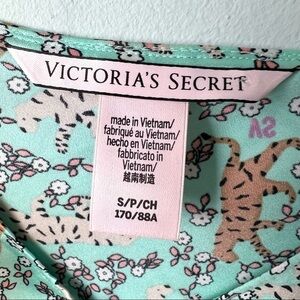 VICTORIA'S SECRET
made in Vietnam/
fabriqué au Vietnam/
hecho en Vietnam/
fabbricato in
Vietnam/
越南制造
S/P/CH
170/88A
VS